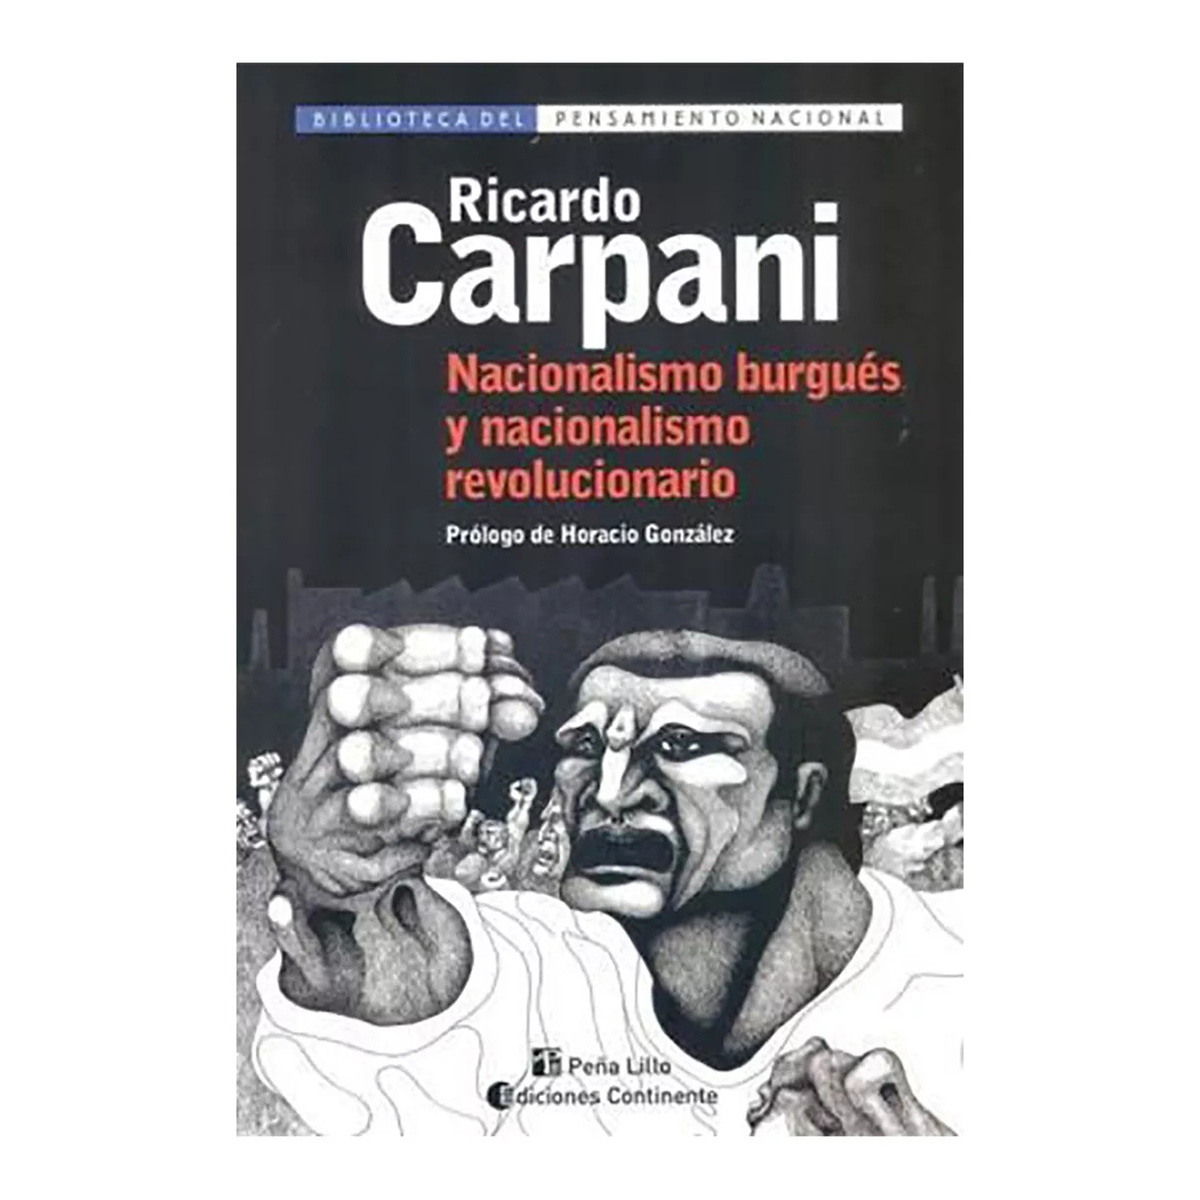 BIBLIOTECA DEL PENSAMIENTO NACIONAL
Ricardo
Carpani
Nacionalismo burgués
y nacionalismo
revolucionario
Prólogo de Horacio González
Peña Lillo
Ediciones Continente